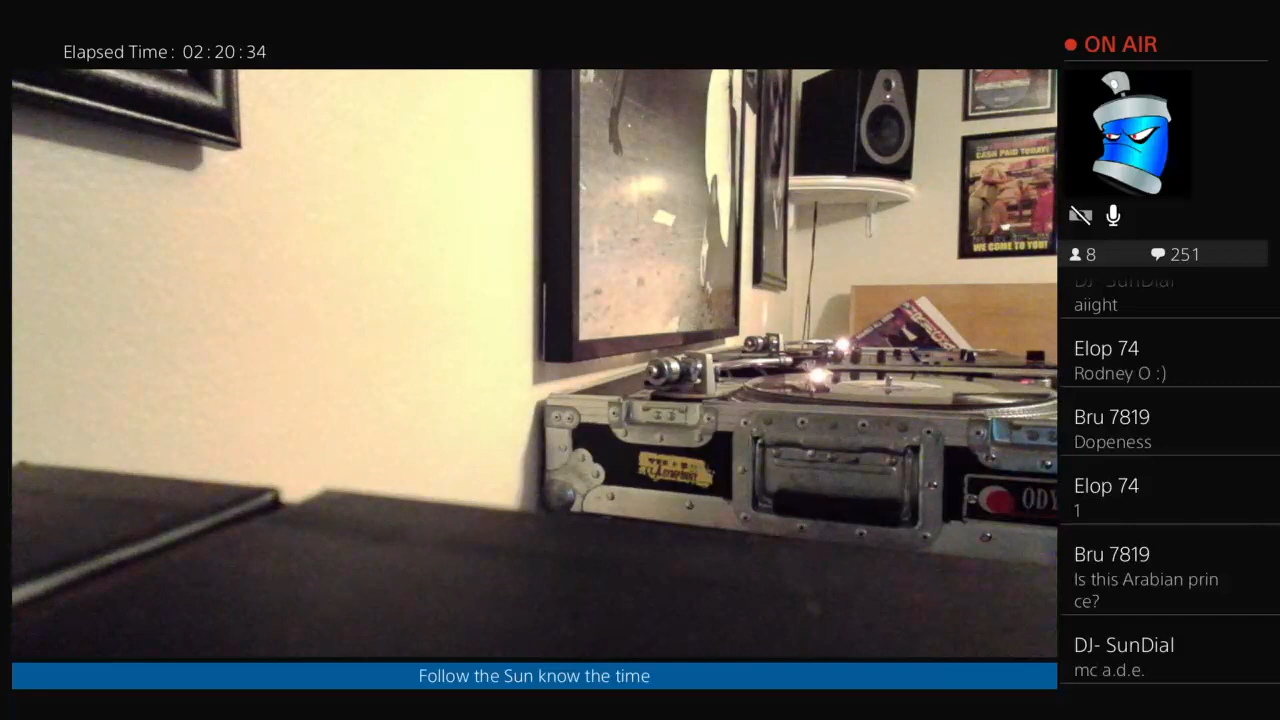 Elapsed Time: 02:20:34
ON AIR
8
251
DJ- SunDial
aiight
Elop 74
Rodney O :)
Bru 7819
Dopeness
Elop 74
1
Bru 7819
Is this Arabian prin
ce?
DJ- SunDial
mc a.d.e.
CASH PAID TODAY!
WE COME TO YOU!
ODY
Follow the Sun know the time